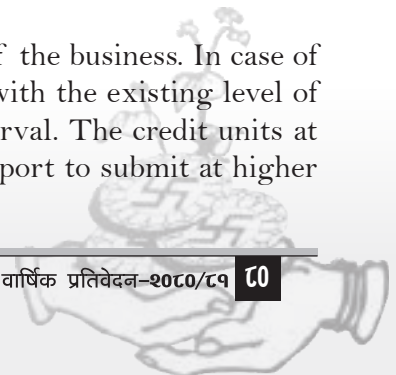 f the business. In case of
with the existing level of
rval. The credit units at
port to submit at higher
वार्षिक प्रतिवेदन–२०८०/८१ ८०